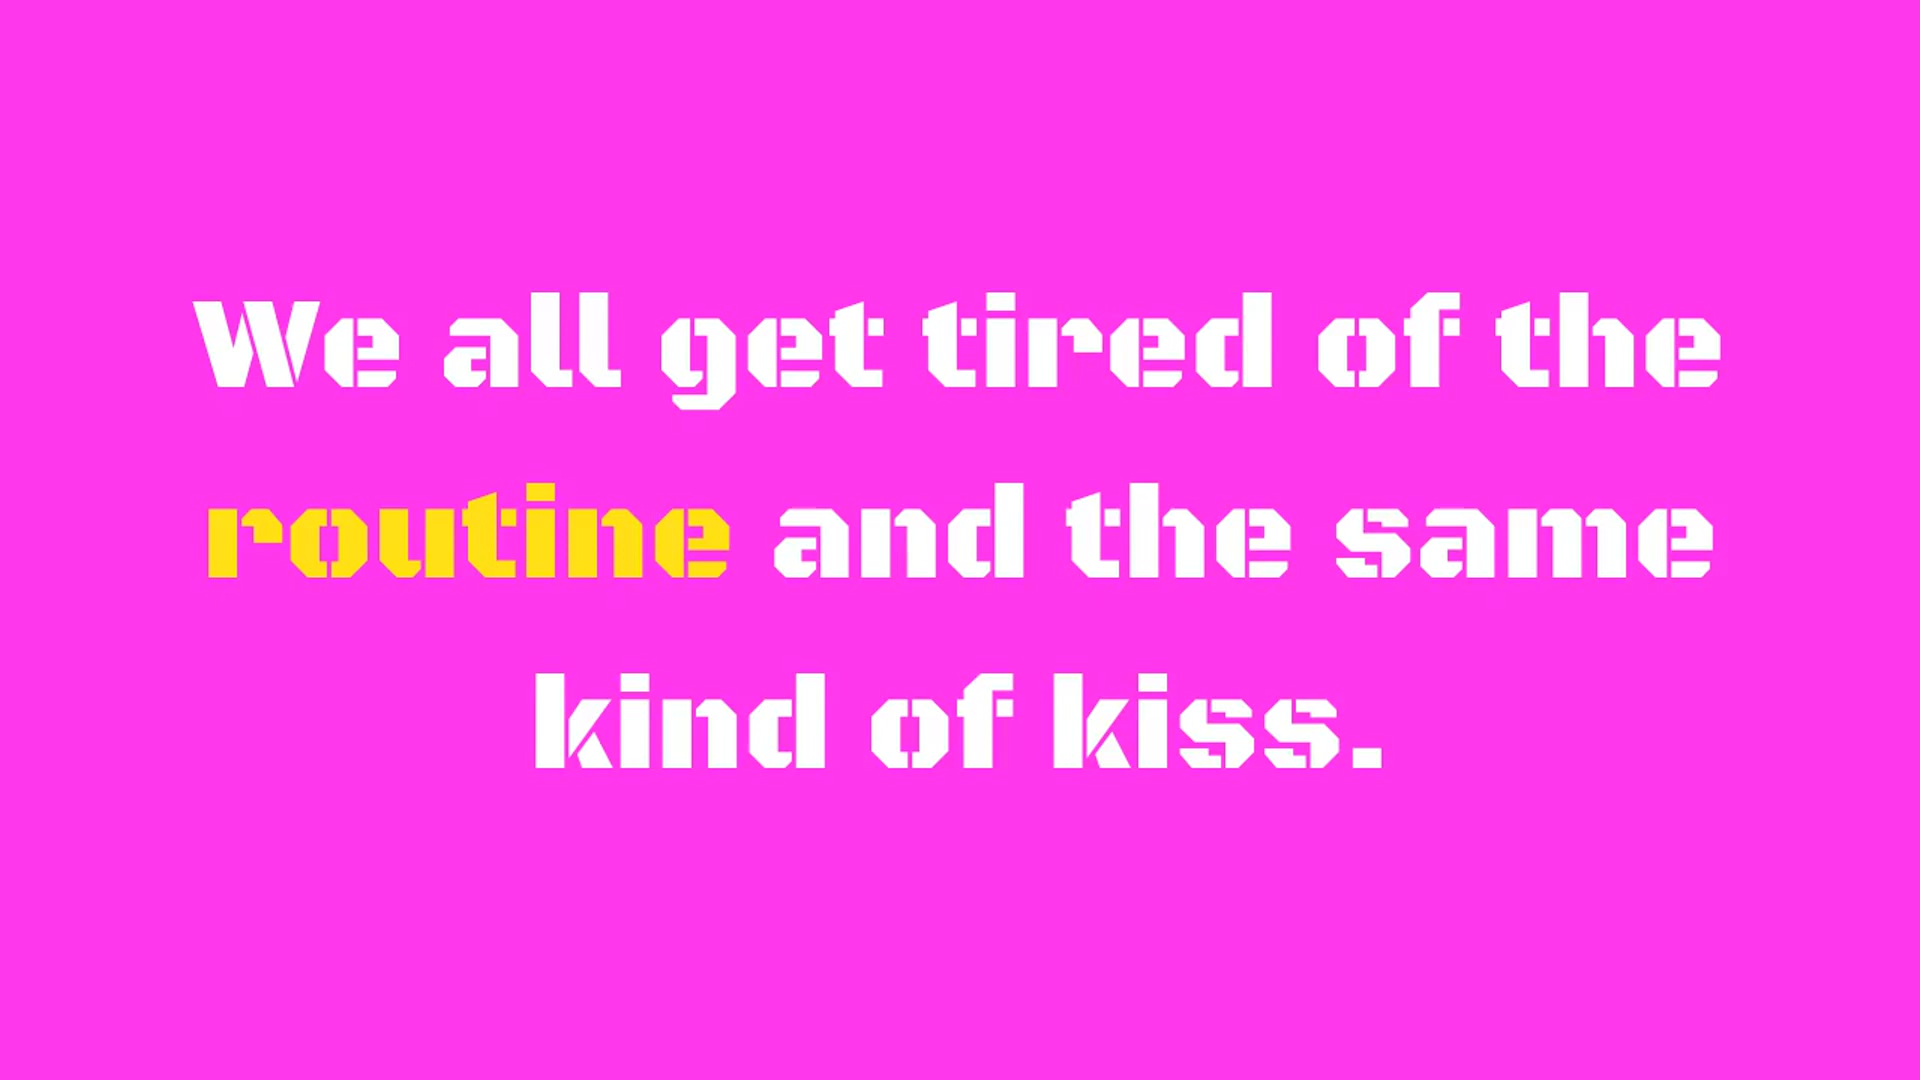 We all get tired of the
routine and the same
kind of kiss.